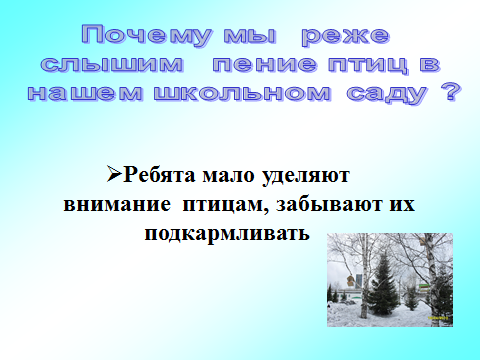 Почему мы реже
слышим пение птиц в
нашем школьном саду ?
➢Ребята мало уделяют
внимание птицам, забывают их
подкармливать